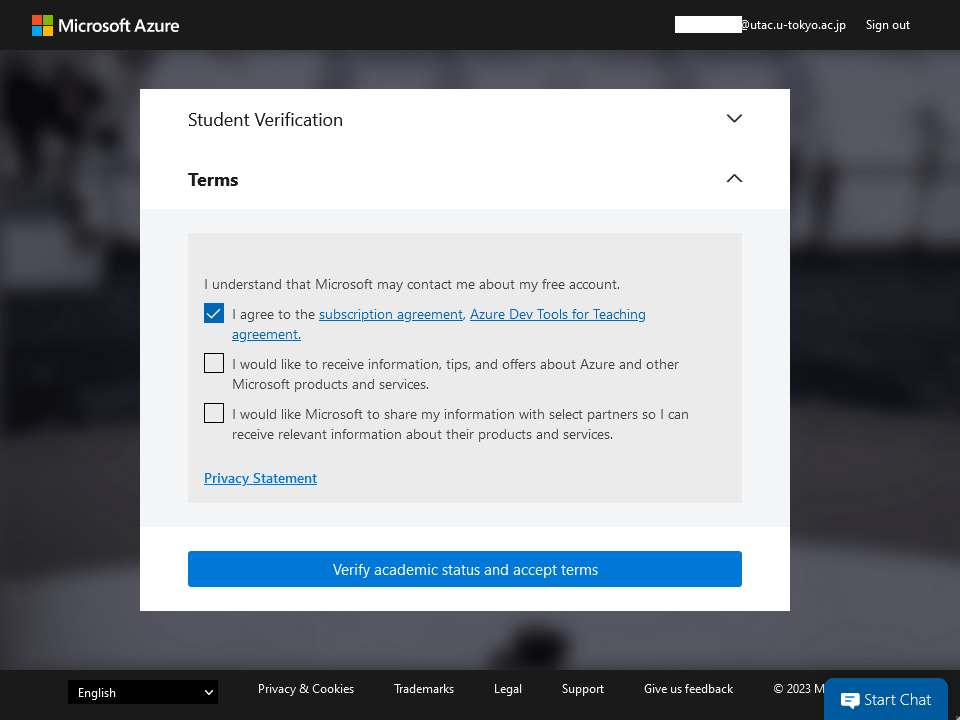 Microsoft Azure
@utac.u-tokyo.ac.jp
Sign out
Student Verification
Terms
I understand that Microsoft may contact me about my free account.
I agree to the subscription agreement, Azure Dev Tools for Teaching
agreement.
I would like to receive information, tips, and offers about Azure and other
Microsoft products and services.
I would like Microsoft to share my information with select partners so I can
receive relevant information about their products and services.
Privacy Statement
Verify academic status and accept terms
English
Privacy & Cookies
Trademarks
Legal
Support
Give us feedback
© 2023 M
Start Chat